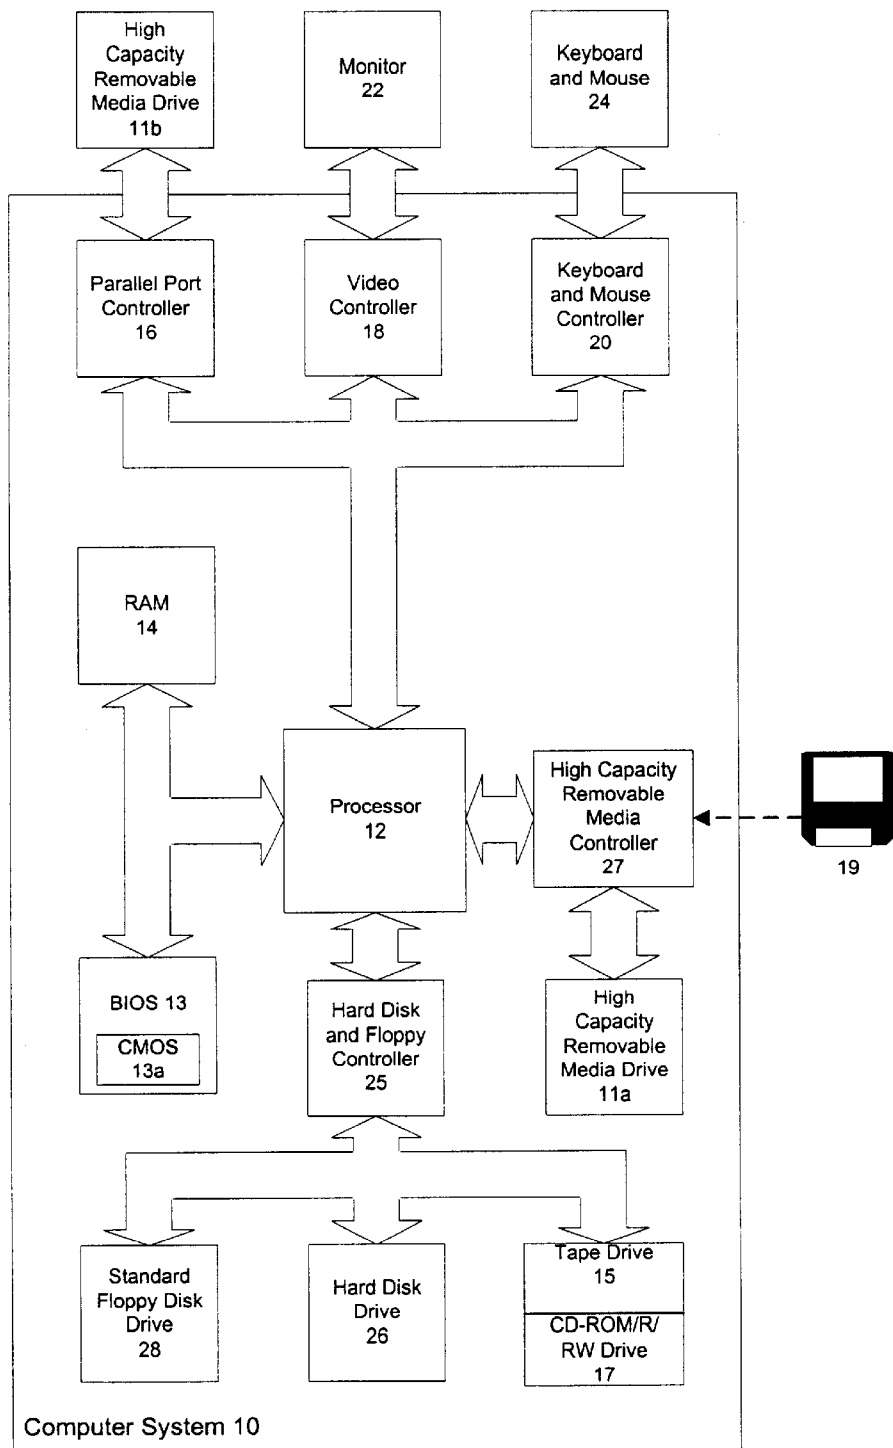 High
Capacity
Removable
Media Drive
11b
Monitor
22
Keyboard
and Mouse
24
Parallel Port
Controller
16
Video
Controller
18
Keyboard
and Mouse
Controller
20
RAM
14
Processor
12
High Capacity
Removable
Media
Controller
27
19
BIOS 13
CMOS
13a
Hard Disk
and Floppy
Controller
25
High
Capacity
Removable
Media Drive
11a
Standard
Floppy Disk
Drive
28
Hard Disk
Drive
26
Tape Drive
15
CD-ROM/R/
RW Drive
17
Computer System 10